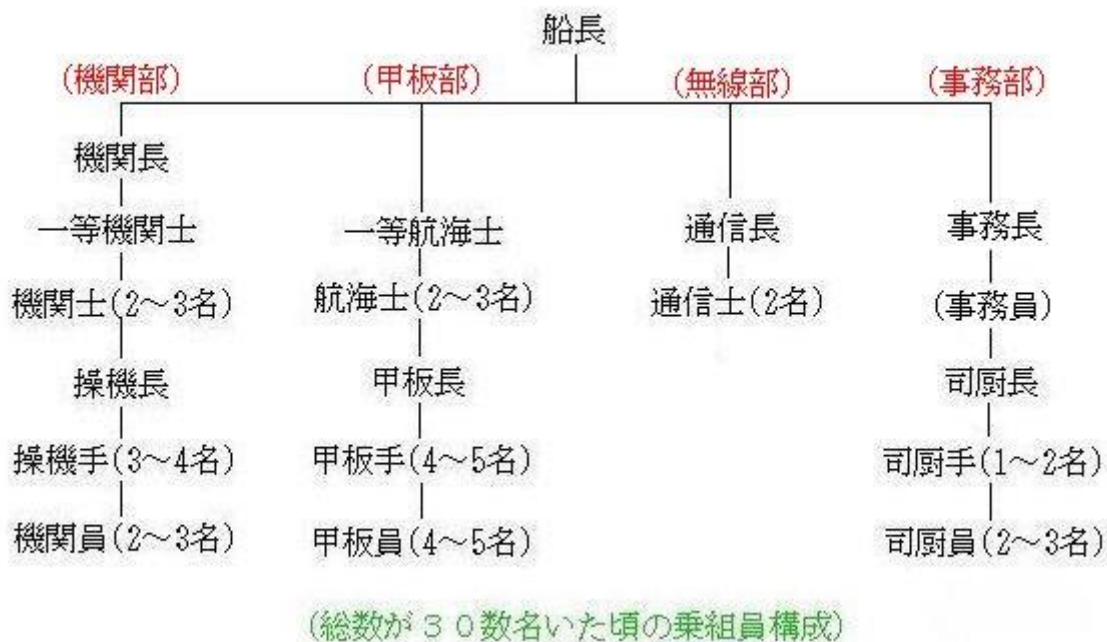 船長
(機関部) (甲板部) (無線部) (事務部)
機関長
一等機関士 一等航海士 通信長 事務長
機関士(2～3名) 航海士(2～3名) 通信士(2名) (事務員)
操機長 甲板長 司厨長
操機手(3～4名) 甲板手(4～5名) 司厨手(1～2名)
機関員(2～3名) 甲板員(4～5名) 司厨員(2～3名)
(総数が３０数名いた頃の乗組員構成)